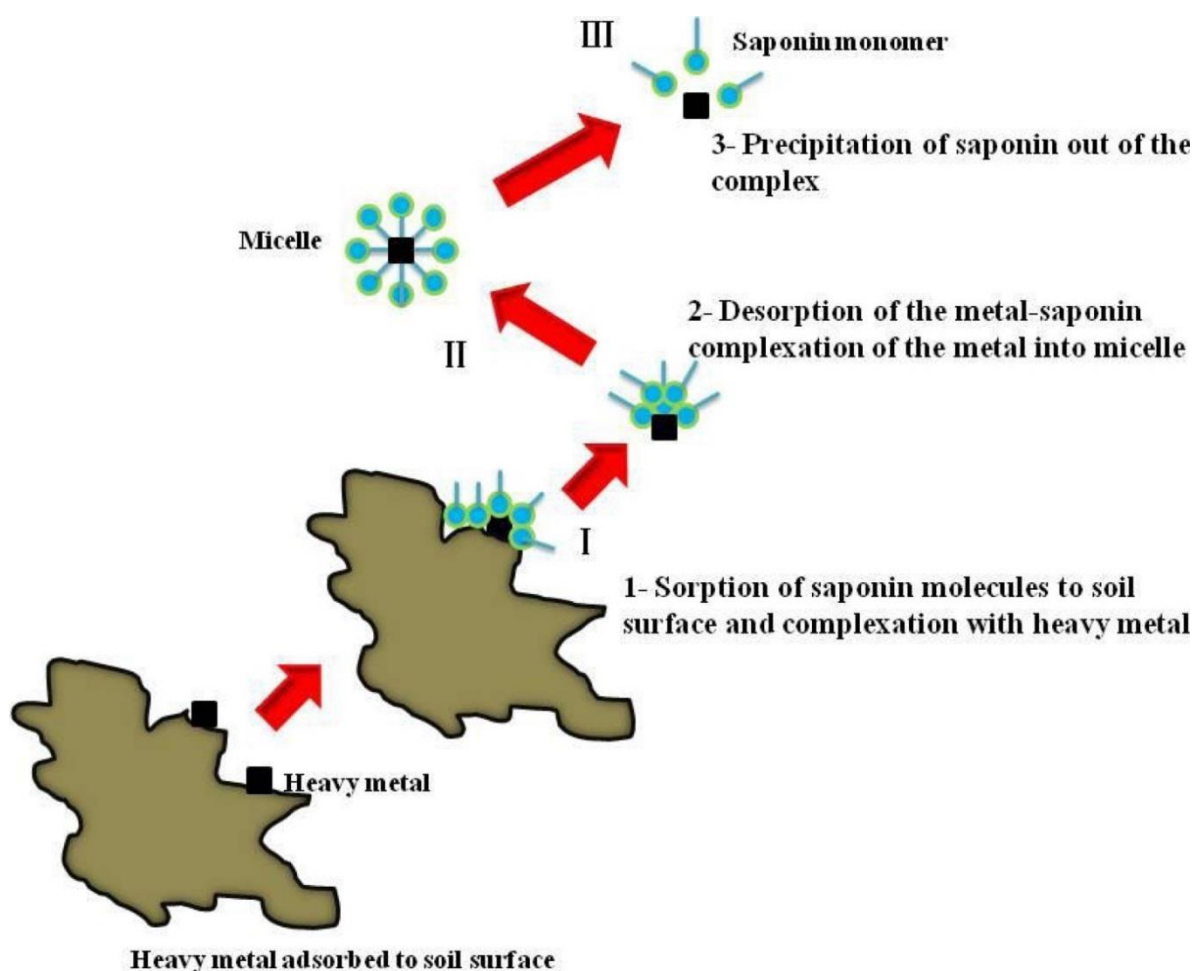 III
Saponin monomer
3- Precipitation of saponin out of the
complex
Micelle
2- Desorption of the metal-saponin
complexation of the metal into micelle
II
I
1- Sorption of saponin molecules to soil
surface and complexation with heavy metal
Heavy metal
Heavy metal adsorbed to soil surface